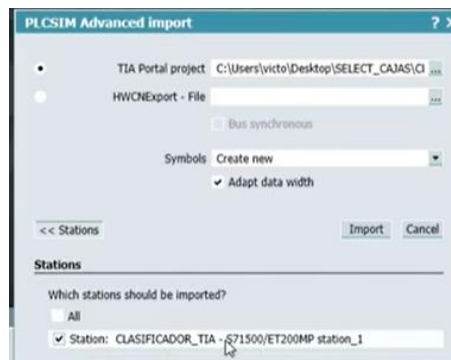 PLCSIM Advanced import ?
TIA Portal project C:\Users\victo\Desktop\SELECT_CAJAS\Cl ...
HWCNExport - File ...
Bus synchronous
Symbols Create new
Adapt data width
<< Stations Import Cancel
Stations
Which stations should be imported?
All
Station: CLASIFICADOR_TIA - S71500/ET200MP station_1